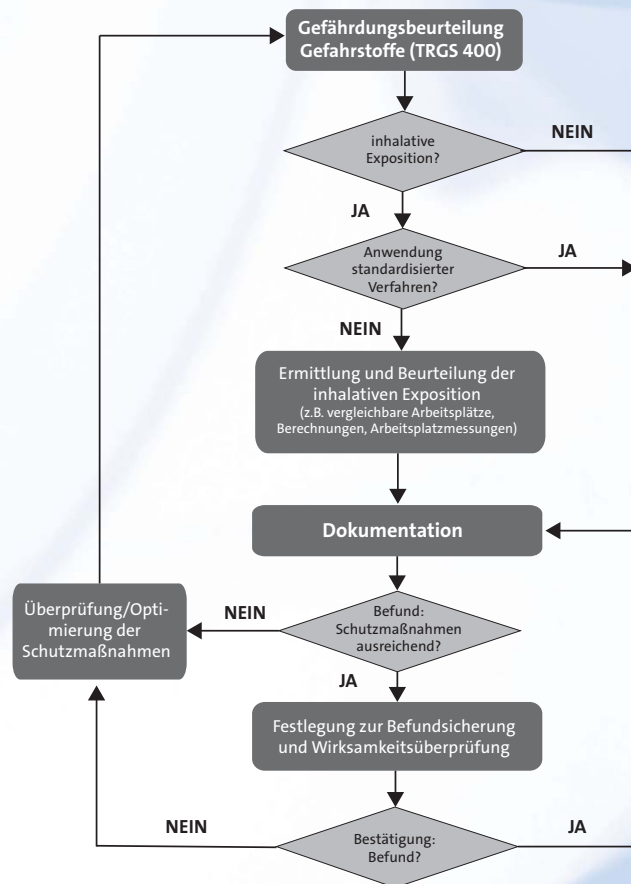 Gefährdungsbeurteilung
Gefahrstoffe (TRGS 400)
inhalative
Exposition?
NEIN
JA
Anwendung
standardisierter
Verfahren?
JA
NEIN
Ermittlung und Beurteilung der
inhalativen Exposition
(z.B. vergleichbare Arbeitsplätze,
Berechnungen, Arbeitsplatzmessungen)
Dokumentation
Befund:
Schutzmaßnahmen
ausreichend?
NEIN
Überprüfung/Opti-
mierung der
Schutzmaßnahmen
JA
Festlegung zur Befundsicherung
und Wirksamkeitsüberprüfung
Bestätigung:
Befund?
NEIN
JA